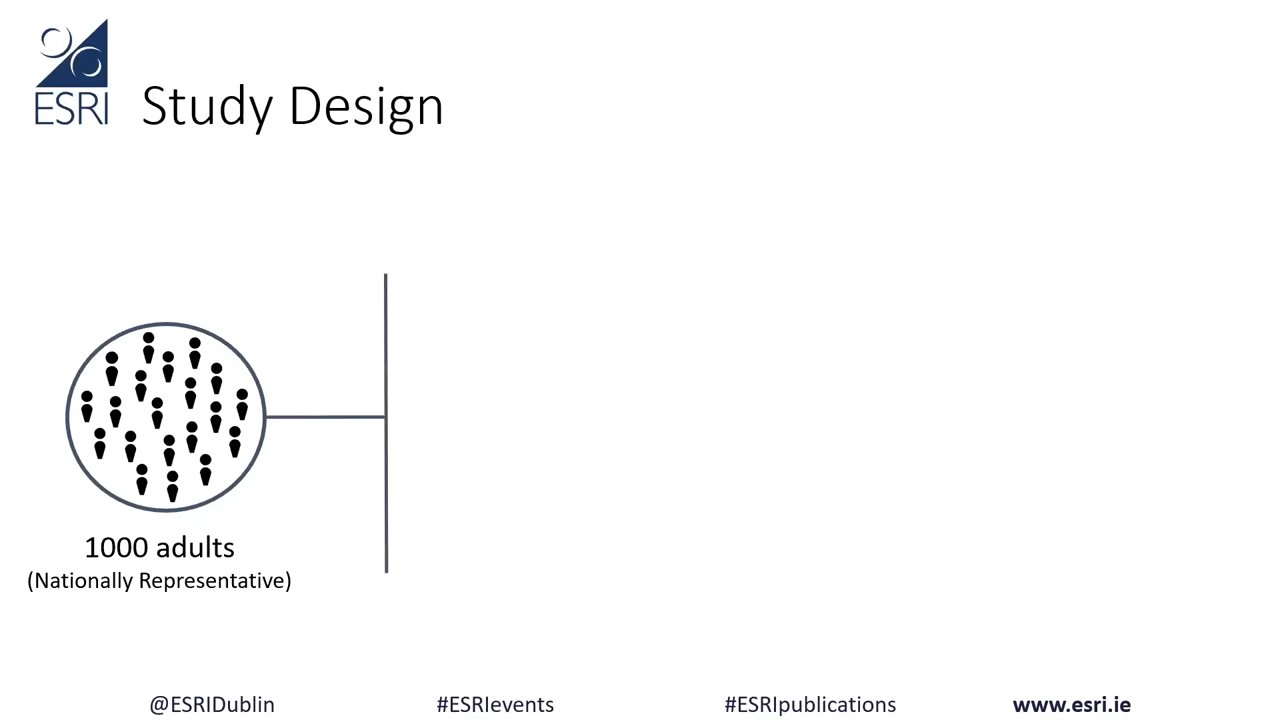 ESRI
Study Design
1000 adults
(Nationally Representative)
@ESRIDublin #ESRIevents #ESRIpublications www.esri.ie